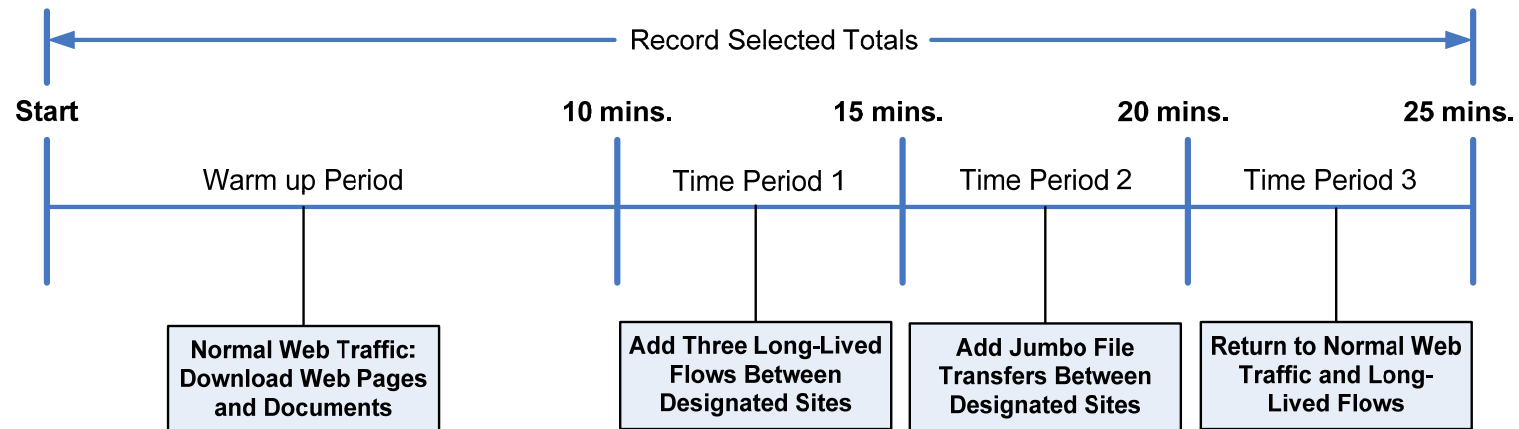 Record Selected Totals
Start
10 mins.
15 mins.
20 mins.
25 mins.
Warm up Period
Time Period 1
Time Period 2
Time Period 3
Normal Web Traffic:
Download Web Pages
and Documents
Add Three Long-Lived
Flows Between
Designated Sites
Add Jumbo File
Transfers Between
Designated Sites
Return to Normal Web
Traffic and Long-
Lived Flows